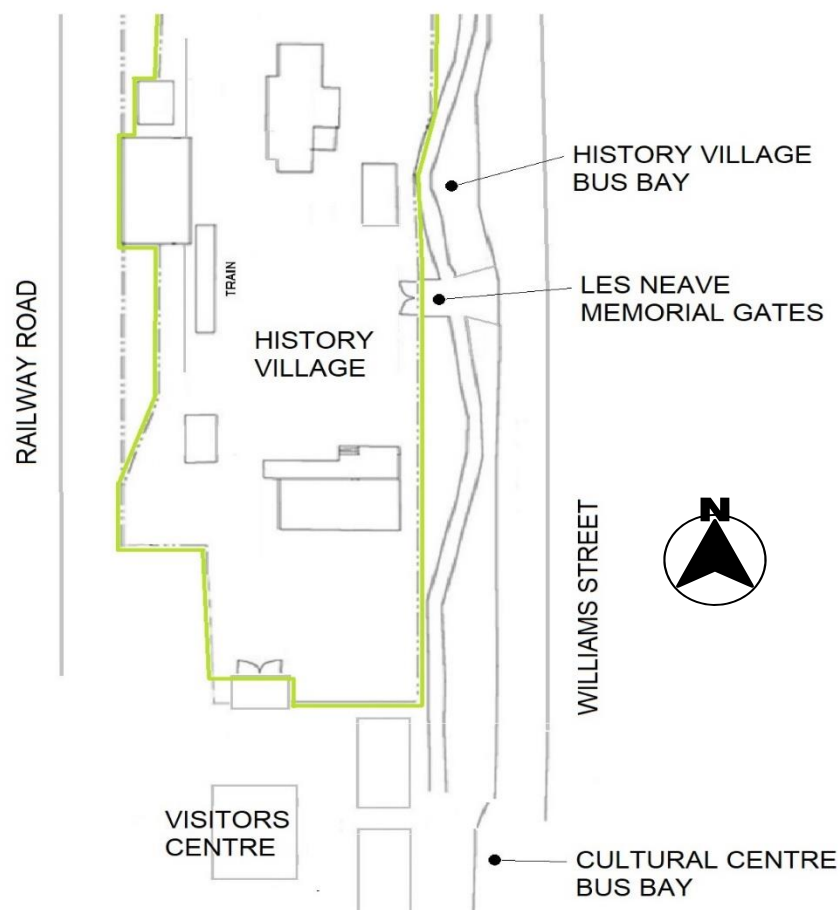 HISTORY VILLAGE
BUS BAY
LES NEAVE
MEMORIAL GATES
TRAIN
RAILWAY ROAD
HISTORY
VILLAGE
N
WILLIAMS STREET
VISITORS
CENTRE
CULTURAL CENTRE
BUS BAY